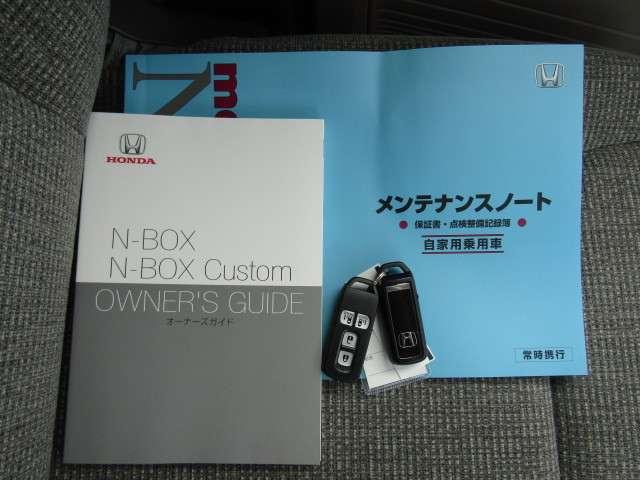 HONDA
N-BOX
N-BOX Custom
OWNER'S GUIDE
オーナーズガイド
メンテナンスノート
保証書・点検整備記録簿
自家用乗用車
常時携行